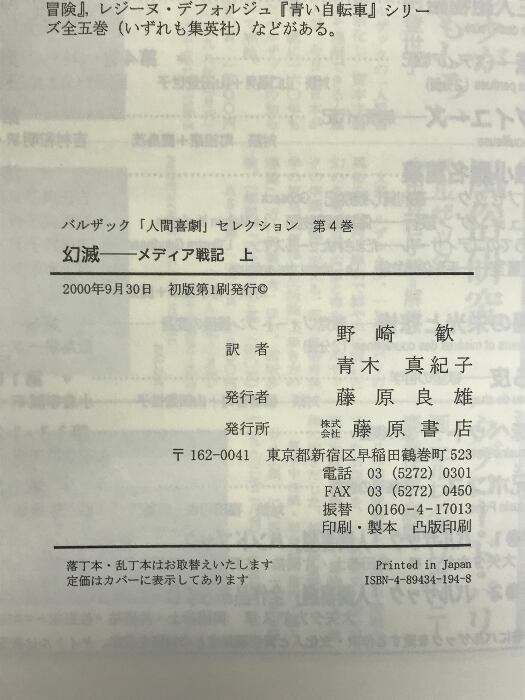 冒険』，レジーヌ・デフォルジュ『青い自転車』シリー
ズ全五巻（いずれも集英社）などがある。
バルザック「人間喜劇」セレクション　第４巻
幻滅――メディア戦記　上
2000年9月30日　初版第1刷発行©
訳者　野崎歓
青木真紀子
発行者　藤原良雄
発行所　株式会社　藤原書店
〒162-0041　東京都新宿区早稲田鶴巻町523
電話　03（5272）0301
FAX　03（5272）0450
振替　00160-4-17013
印刷・製本　凸版印刷
落丁本・乱丁本はお取替えいたします　Printed in Japan
定価はカバーに表示してあります　ISBN-4-89434-194-8